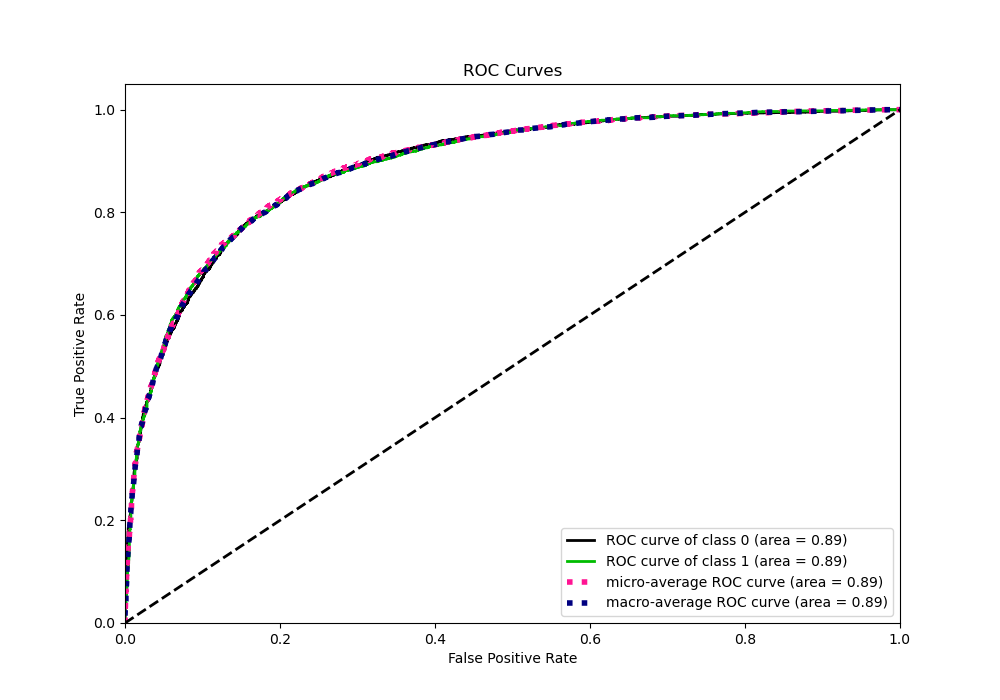 ROC Curves
True Positive Rate
1.0
0.8
0.6
0.4
0.2
0.0
0.0 0.2 0.4 0.6 0.8 1.0
False Positive Rate
ROC curve of class 0 (area = 0.89)
ROC curve of class 1 (area = 0.89)
micro-average ROC curve (area = 0.89)
macro-average ROC curve (area = 0.89)